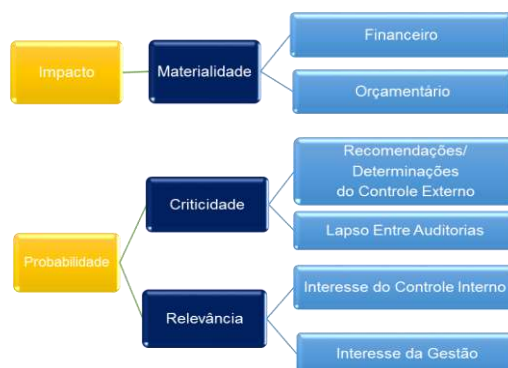 Impacto
Materialidade
Financeiro
Orçamentário
Probabilidade
Criticidade
Recomendações/
Determinações
do Controle Externo
Lapso Entre Auditorias
Relevância
Interesse do Controle Interno
Interesse da Gestão